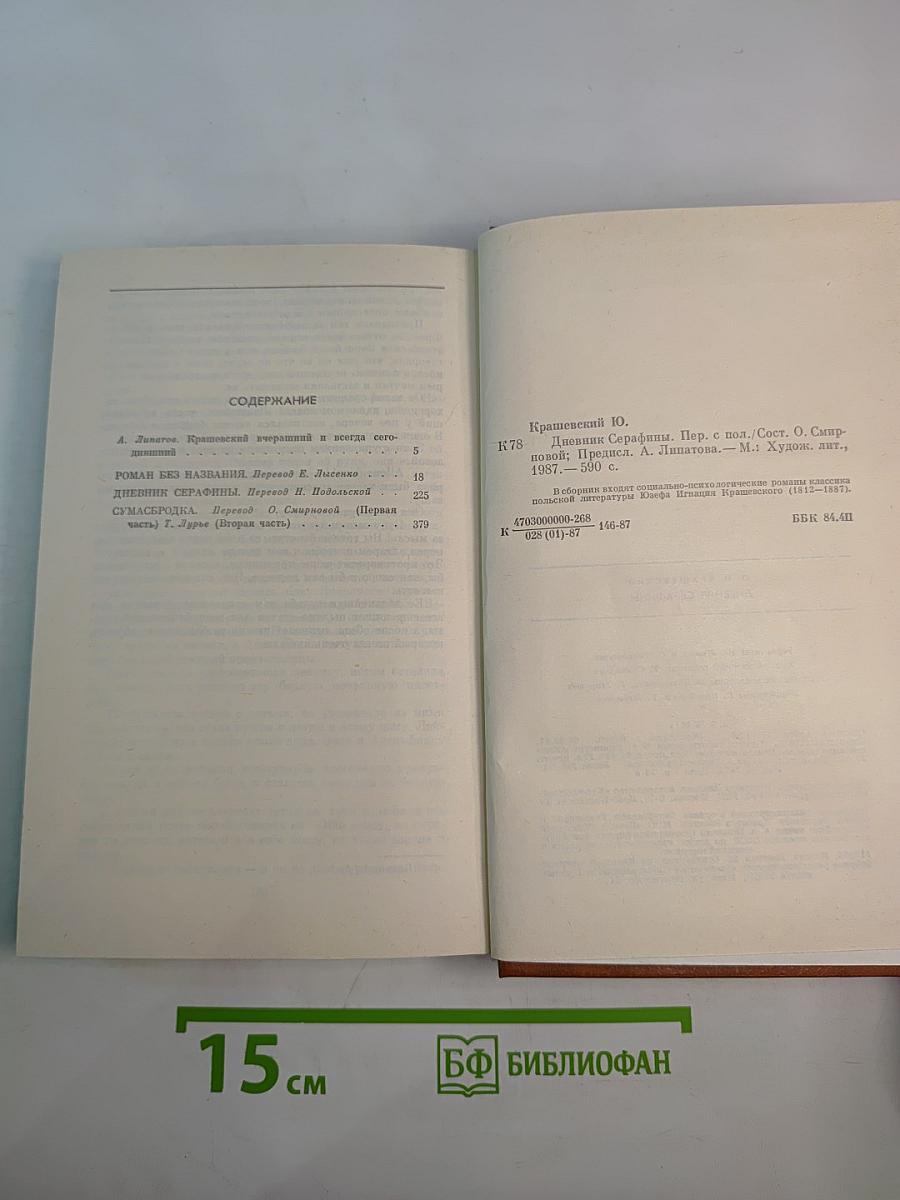 СОДЕРЖАНИЕ
А. Липатов. Крашевский вчерашний и всегда сего-
дняшний . . . . . . . . . . . . . . . . 5
РОМАН БЕЗ НАЗВАНИЯ. Перевод Е. Лысенко . . . 18
ДНЕВНИК СЕРАФИНЫ. Перевод Н. Подольской . . 225
СУМАСБРОДКА. Перевод О. Смирновой (Первая
часть) Т. Лурье (Вторая часть) . . . . . . . . 379
Крашевский Ю.
К78 Дневник Серафины. Пер. с пол./Сост. О. Смир-
новой; Предисл. А. Липатова.— М.: Худож. лит.,
1987.— 590 с.
В сборник входят социально-психологические романы классика
польской литературы Юзефа Игнация Крашевского (1812—1887).
К 4703000000-268
028 (01)-87 146-87
ББК 84.4П
15 см
БФ БИБЛИОФАН